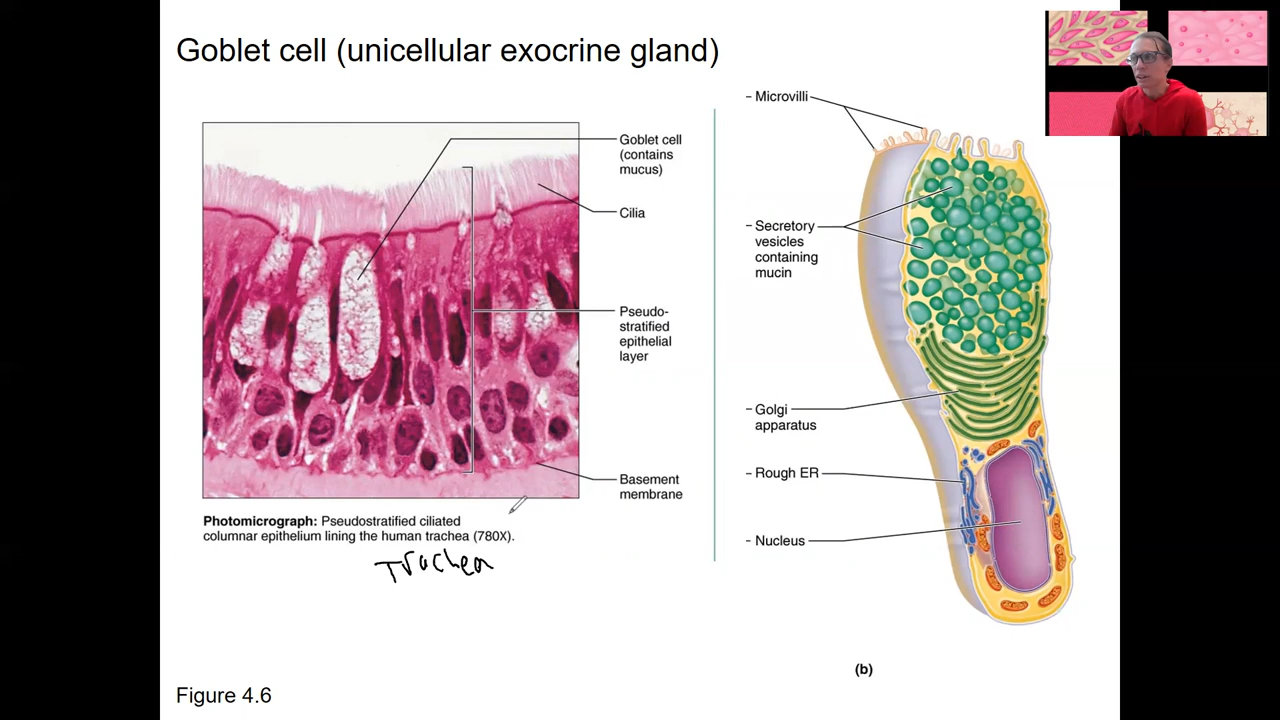 Goblet cell (unicellular exocrine gland)
Goblet cell
(contains
mucus)
Cilia
Pseudo-
stratified
epithelial
layer
Basement
membrane
Photomicrograph: Pseudostratified ciliated
columnar epithelium lining the human trachea (780X).
Trachea
Figure 4.6
Microvilli
Secretory
vesicles
containing
mucin
Golgi
apparatus
Rough ER
Nucleus
(b)